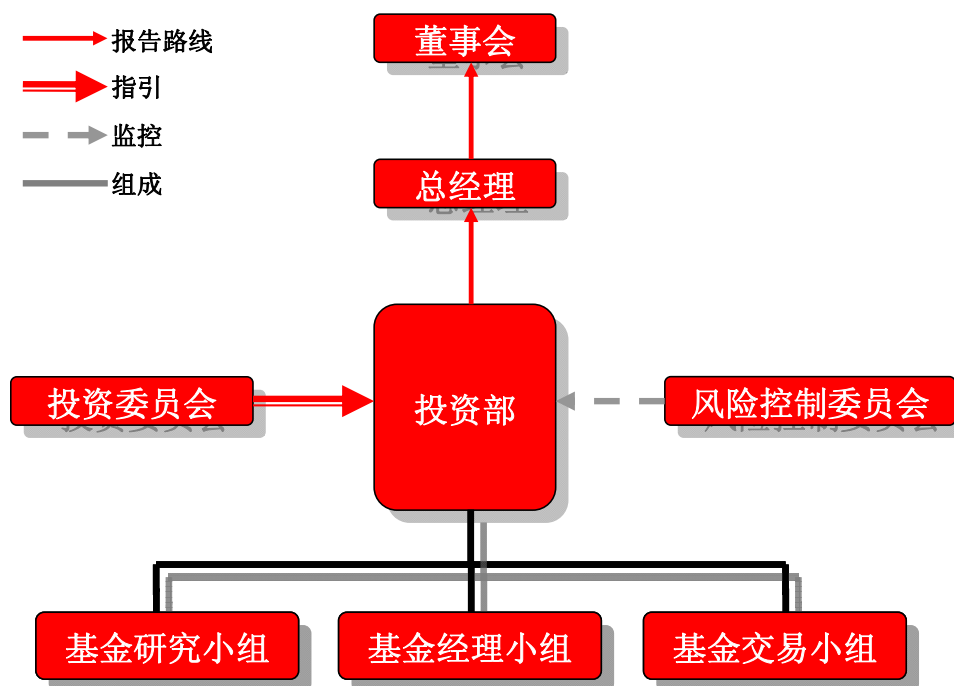 报告路线
指引
监控
组成
董事会
总经理
投资委员会
投资部
风险控制委员会
基金研究小组
基金经理小组
基金交易小组